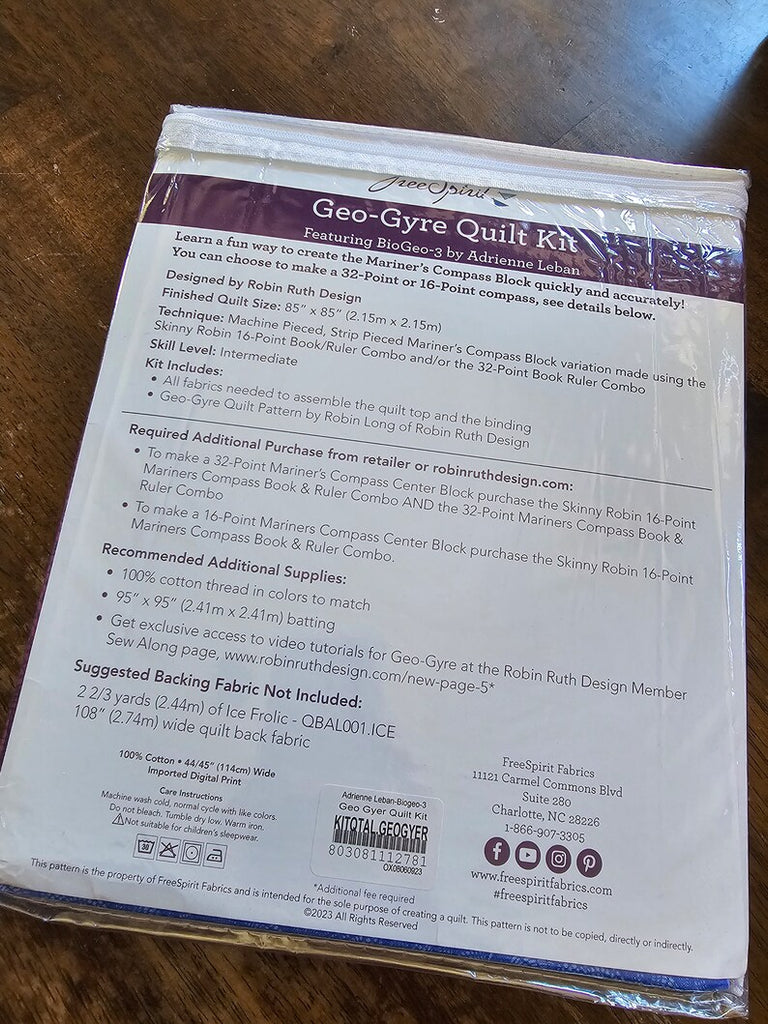 FreeSpirit
Geo-Gyre Quilt Kit
Featuring BioGeo-3 by Adrienne Leban
Learn a fun way to create the Mariner's Compass Block quickly and accurately!
You can choose to make a 32-Point or 16-Point compass, see details below.
Designed by Robin Ruth Design
Finished Quilt Size: 85" x 85" (2.15m x 2.15m)
Technique: Machine Pieced, Strip Pieced Mariner's Compass Block variation made using the
Skinny Robin 16-Point Book/Ruler Combo and/or the 32-Point Book Ruler Combo
Skill Level: Intermediate
Kit Includes:
• All fabrics needed to assemble the quilt top and the binding
• Geo-Gyre Quilt Pattern by Robin Long of Robin Ruth Design
Required Additional Purchase from retailer or robinruthdesign.com:
• To make a 32-Point Mariner's Compass Center Block purchase the Skinny Robin 16-Point
Mariners Compass Book & Ruler Combo AND the 32-Point Mariners Compass Book &
Ruler Combo
• To make a 16-Point Mariners Compass Center Block purchase the Skinny Robin 16-Point
Mariners Compass Book & Ruler Combo.
Recommended Additional Supplies:
• 100% cotton thread in colors to match
• 95" x 95" (2.41m x 2.41m) batting
• Get exclusive access to video tutorials for Geo-Gyre at the Robin Ruth Design Member
Sew Along page, www.robinruthdesign.com/new-page-5*
Suggested Backing Fabric Not Included:
2 2/3 yards (2.44m) of Ice Frolic - QBAL001.ICE
108" (2.74m) wide quilt back fabric
100% Cotton • 44/45" (114cm) Wide
Imported Digital Print
Care Instructions
Machine wash cold, normal cycle with like colors.
Do not bleach. Tumble dry low. Warm iron.
Not suitable for children's sleepwear.
30
Adrienne Leban-Biogeo-3
Geo Gyer Quilt Kit
KITQTAL.GEOGYER
803081112781
OX08060923
FreeSpirit Fabrics
11121 Carmel Commons Blvd
Suite 280
Charlotte, NC 28226
1-866-907-3305
www.freespiritfabrics.com
#freespiritfabrics
*Additional fee required
This pattern is the property of FreeSpirit Fabrics and is intended for the sole purpose of creating a quilt. This pattern is not to be copied, directly or indirectly.
©2023 All Rights Reserved